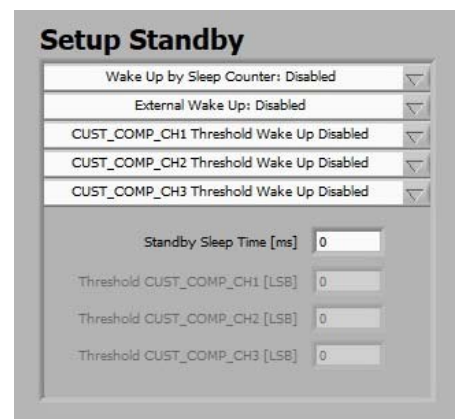 Setup Standby
Wake Up by Sleep Counter: Disabled
External Wake Up: Disabled
CUST_COMP_CH1 Threshold Wake Up Disabled
CUST_COMP_CH2 Threshold Wake Up Disabled
CUST_COMP_CH3 Threshold Wake Up Disabled
Standby Sleep Time [ms] 0
Threshold CUST_COMP_CH1 [LSB] 0
Threshold CUST_COMP_CH2 [LSB] 0
Threshold CUST_COMP_CH3 [LSB] 0